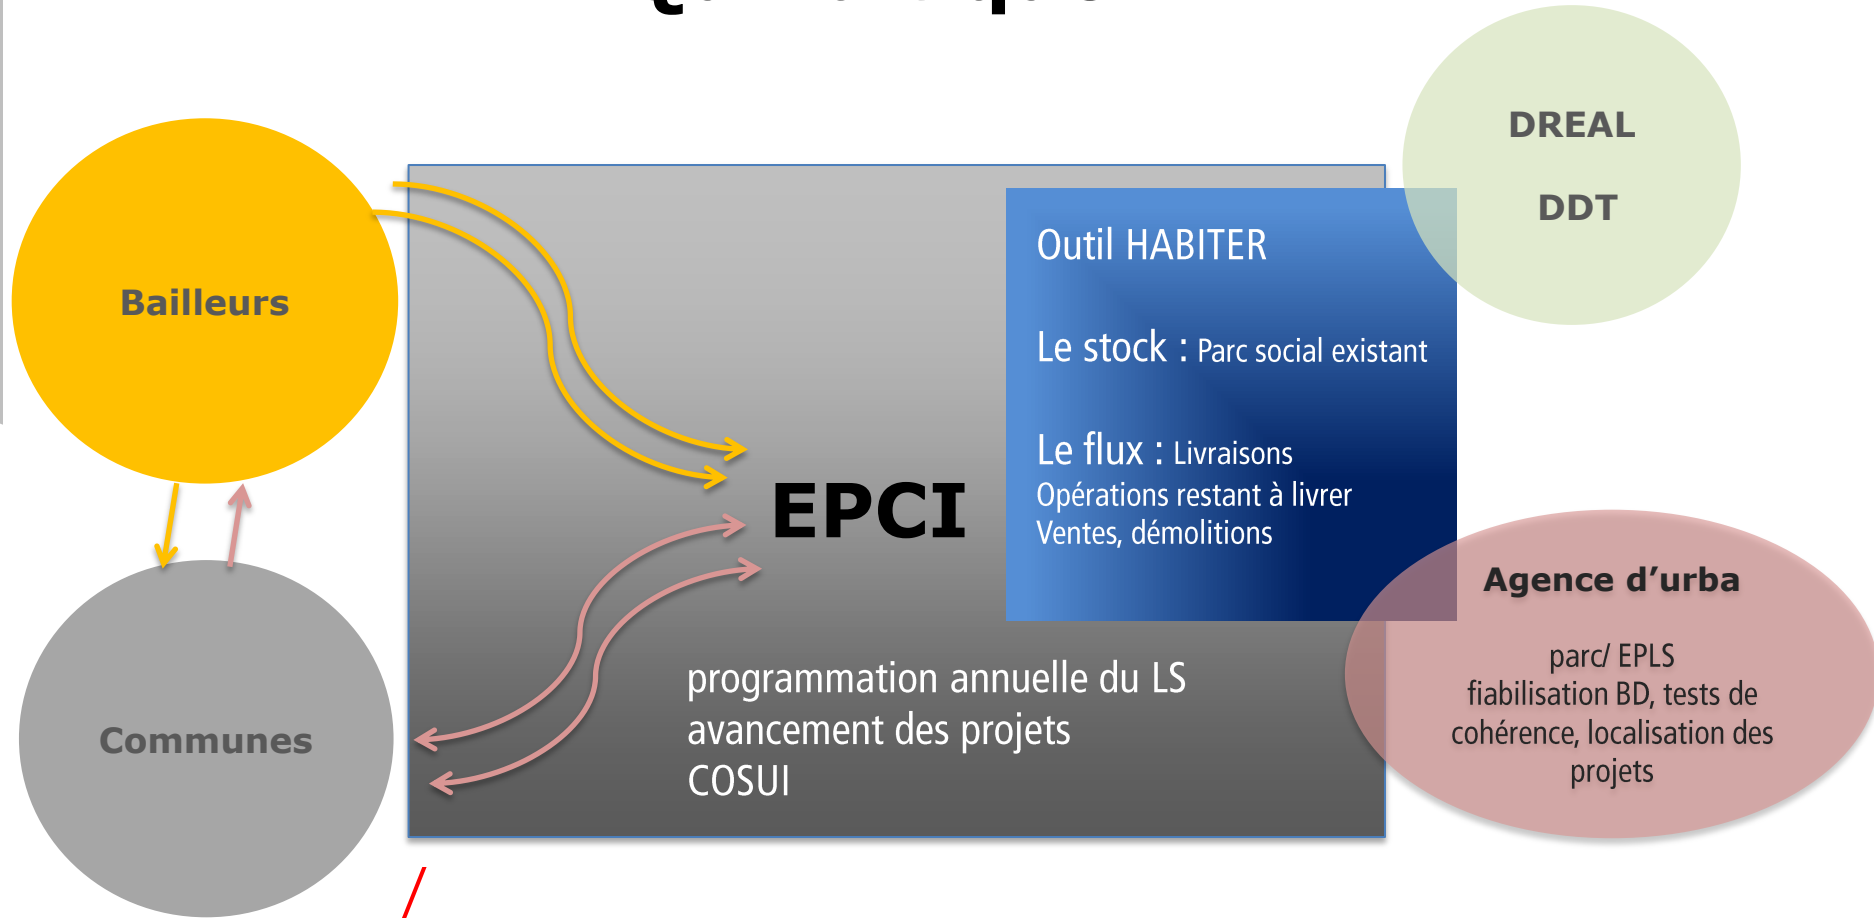 DREAL
DDT
Bailleurs
Outil HABITER
Le stock : Parc social existant
Le flux : Livraisons
Opérations restant à livrer
Ventes, démolitions
EPCI
Agence d’urba
parc/ EPLS
fiabilisation BD, tests de
cohérence, localisation des
projets
programmation annuelle du LS
avancement des projets
COSUI
Communes